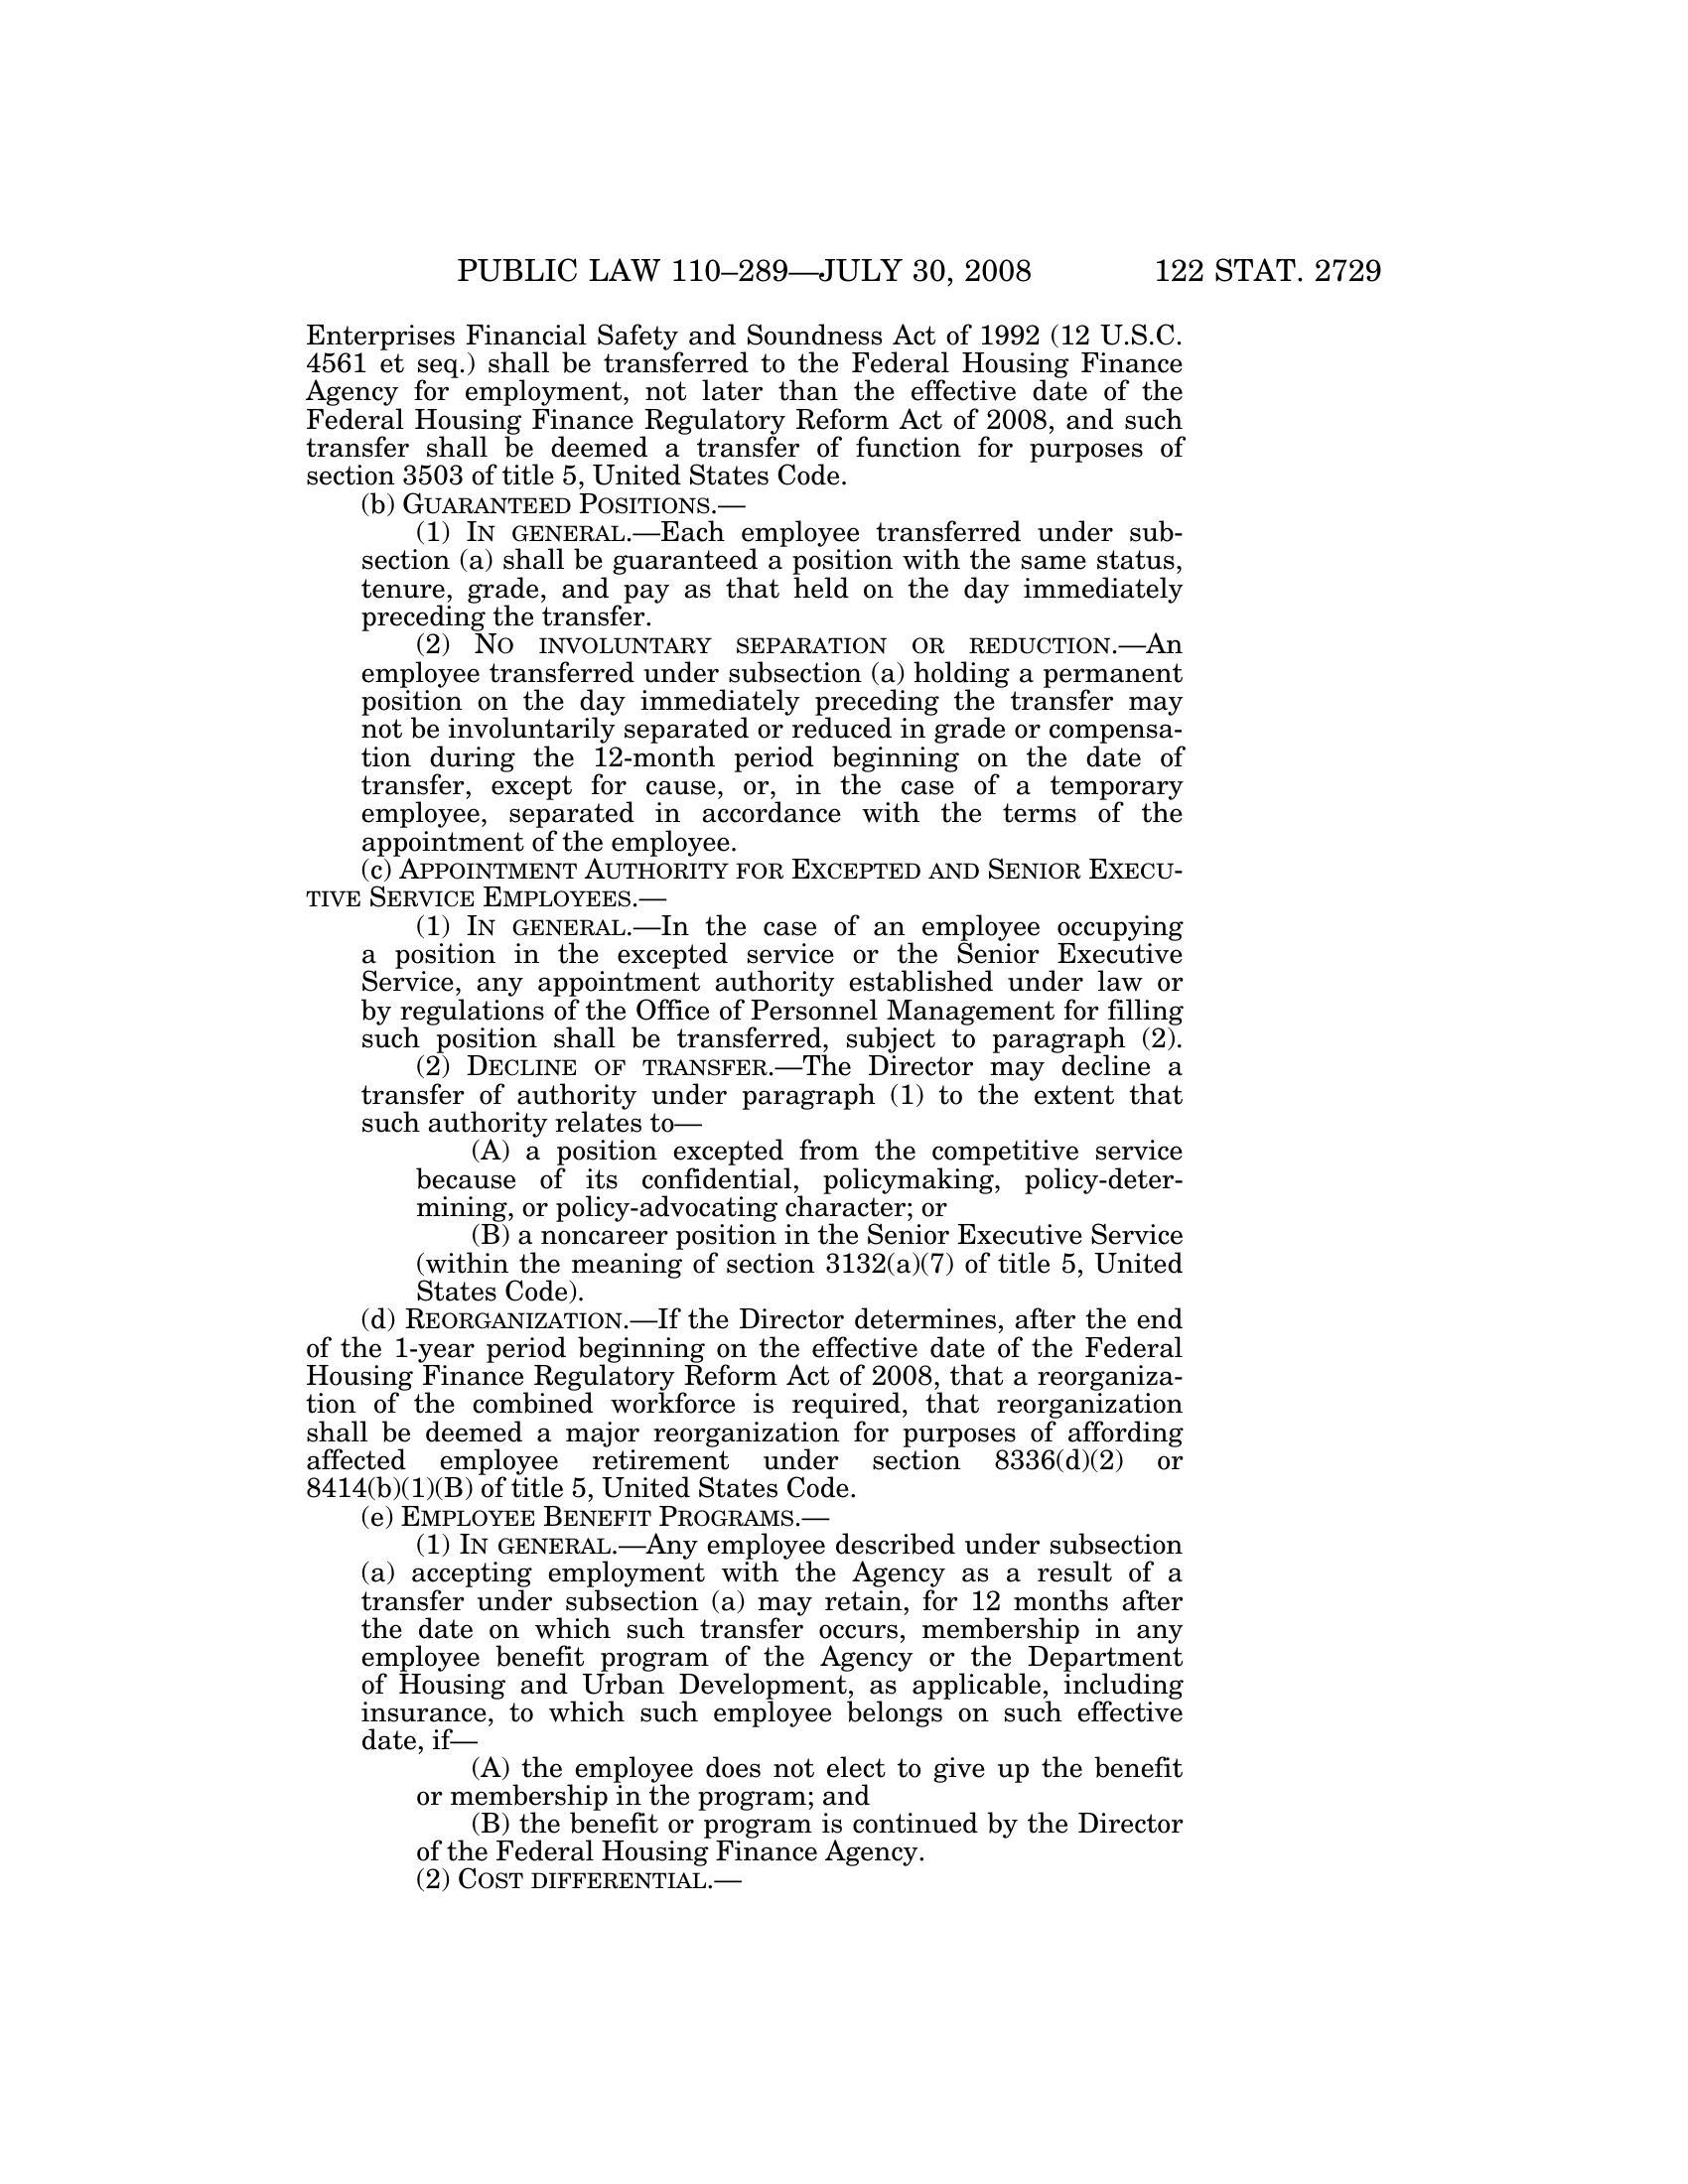 PUBLIC LAW 110–289—JULY 30, 2008 122 STAT. 2729
Enterprises Financial Safety and Soundness Act of 1992 (12 U.S.C.
4561 et seq.) shall be transferred to the Federal Housing Finance
Agency for employment, not later than the effective date of the
Federal Housing Finance Regulatory Reform Act of 2008, and such
transfer shall be deemed a transfer of function for purposes of
section 3503 of title 5, United States Code.
(b) GUARANTEED POSITIONS.—
(1) IN GENERAL.—Each employee transferred under sub-
section (a) shall be guaranteed a position with the same status,
tenure, grade, and pay as that held on the day immediately
preceding the transfer.
(2) NO INVOLUNTARY SEPARATION OR REDUCTION.—An
employee transferred under subsection (a) holding a permanent
position on the day immediately preceding the transfer may
not be involuntarily separated or reduced in grade or compensa-
tion during the 12-month period beginning on the date of
transfer, except for cause, or, in the case of a temporary
employee, separated in accordance with the terms of the
appointment of the employee.
(c) APPOINTMENT AUTHORITY FOR EXCEPTED AND SENIOR EXECU-
TIVE SERVICE EMPLOYEES.—
(1) IN GENERAL.—In the case of an employee occupying
a position in the excepted service or the Senior Executive
Service, any appointment authority established under law or
by regulations of the Office of Personnel Management for filling
such position shall be transferred, subject to paragraph (2).
(2) DECLINE OF TRANSFER.—The Director may decline a
transfer of authority under paragraph (1) to the extent that
such authority relates to—
(A) a position excepted from the competitive service
because of its confidential, policymaking, policy-deter-
mining, or policy-advocating character; or
(B) a noncareer position in the Senior Executive Service
(within the meaning of section 3132(a)(7) of title 5, United
States Code).
(d) REORGANIZATION.—If the Director determines, after the end
of the 1-year period beginning on the effective date of the Federal
Housing Finance Regulatory Reform Act of 2008, that a reorganiza-
tion of the combined workforce is required, that reorganization
shall be deemed a major reorganization for purposes of affording
affected employee retirement under section 8336(d)(2) or
8414(b)(1)(B) of title 5, United States Code.
(e) EMPLOYEE BENEFIT PROGRAMS.—
(1) IN GENERAL.—Any employee described under subsection
(a) accepting employment with the Agency as a result of a
transfer under subsection (a) may retain, for 12 months after
the date on which such transfer occurs, membership in any
employee benefit program of the Agency or the Department
of Housing and Urban Development, as applicable, including
insurance, to which such employee belongs on such effective
date, if—
(A) the employee does not elect to give up the benefit
or membership in the program; and
(B) the benefit or program is continued by the Director
of the Federal Housing Finance Agency.
(2) COST DIFFERENTIAL.—